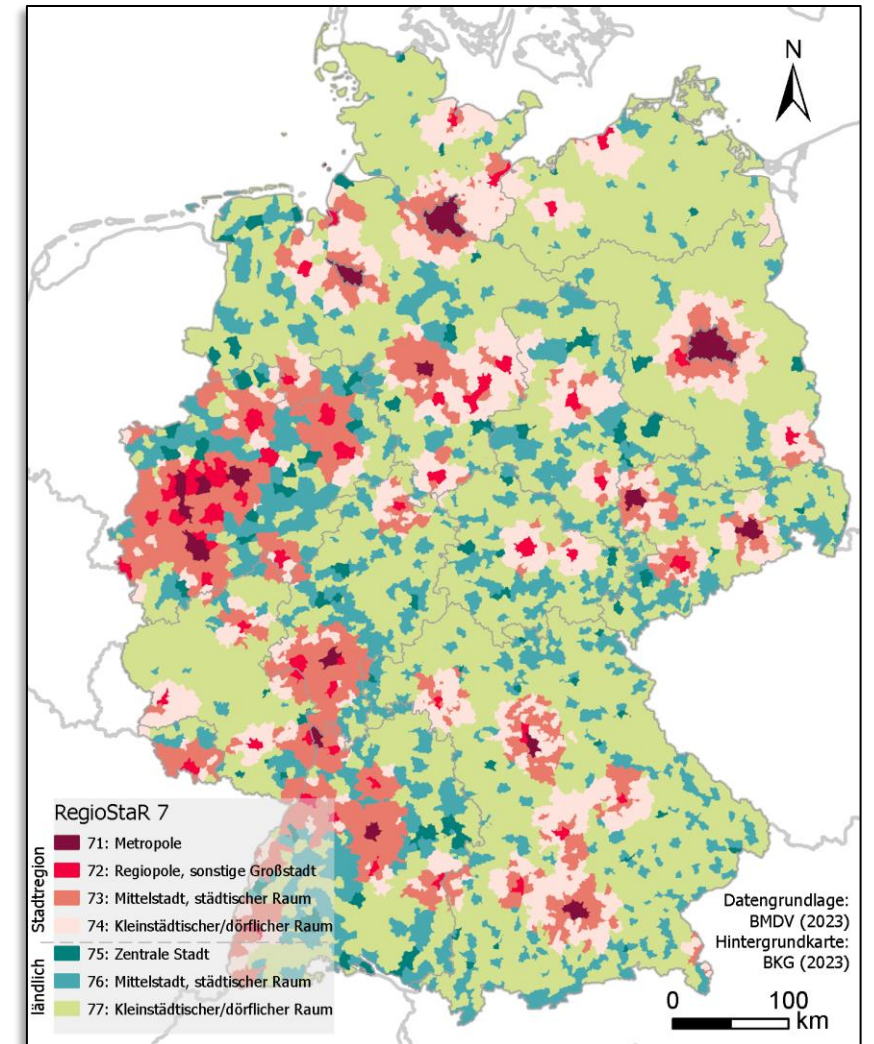 N
RegioStaR 7
Stadtregion
71: Metropole
72: Regiopole, sonstige Großstadt
73: Mittelstadt, städtischer Raum
74: Kleinstädtischer/dörflicher Raum
ländlich
75: Zentrale Stadt
76: Mittelstadt, städtischer Raum
77: Kleinstädtischer/dörflicher Raum
Datengrundlage:
BMDV (2023)
Hintergrundkarte:
BKG (2023)
0 100
km